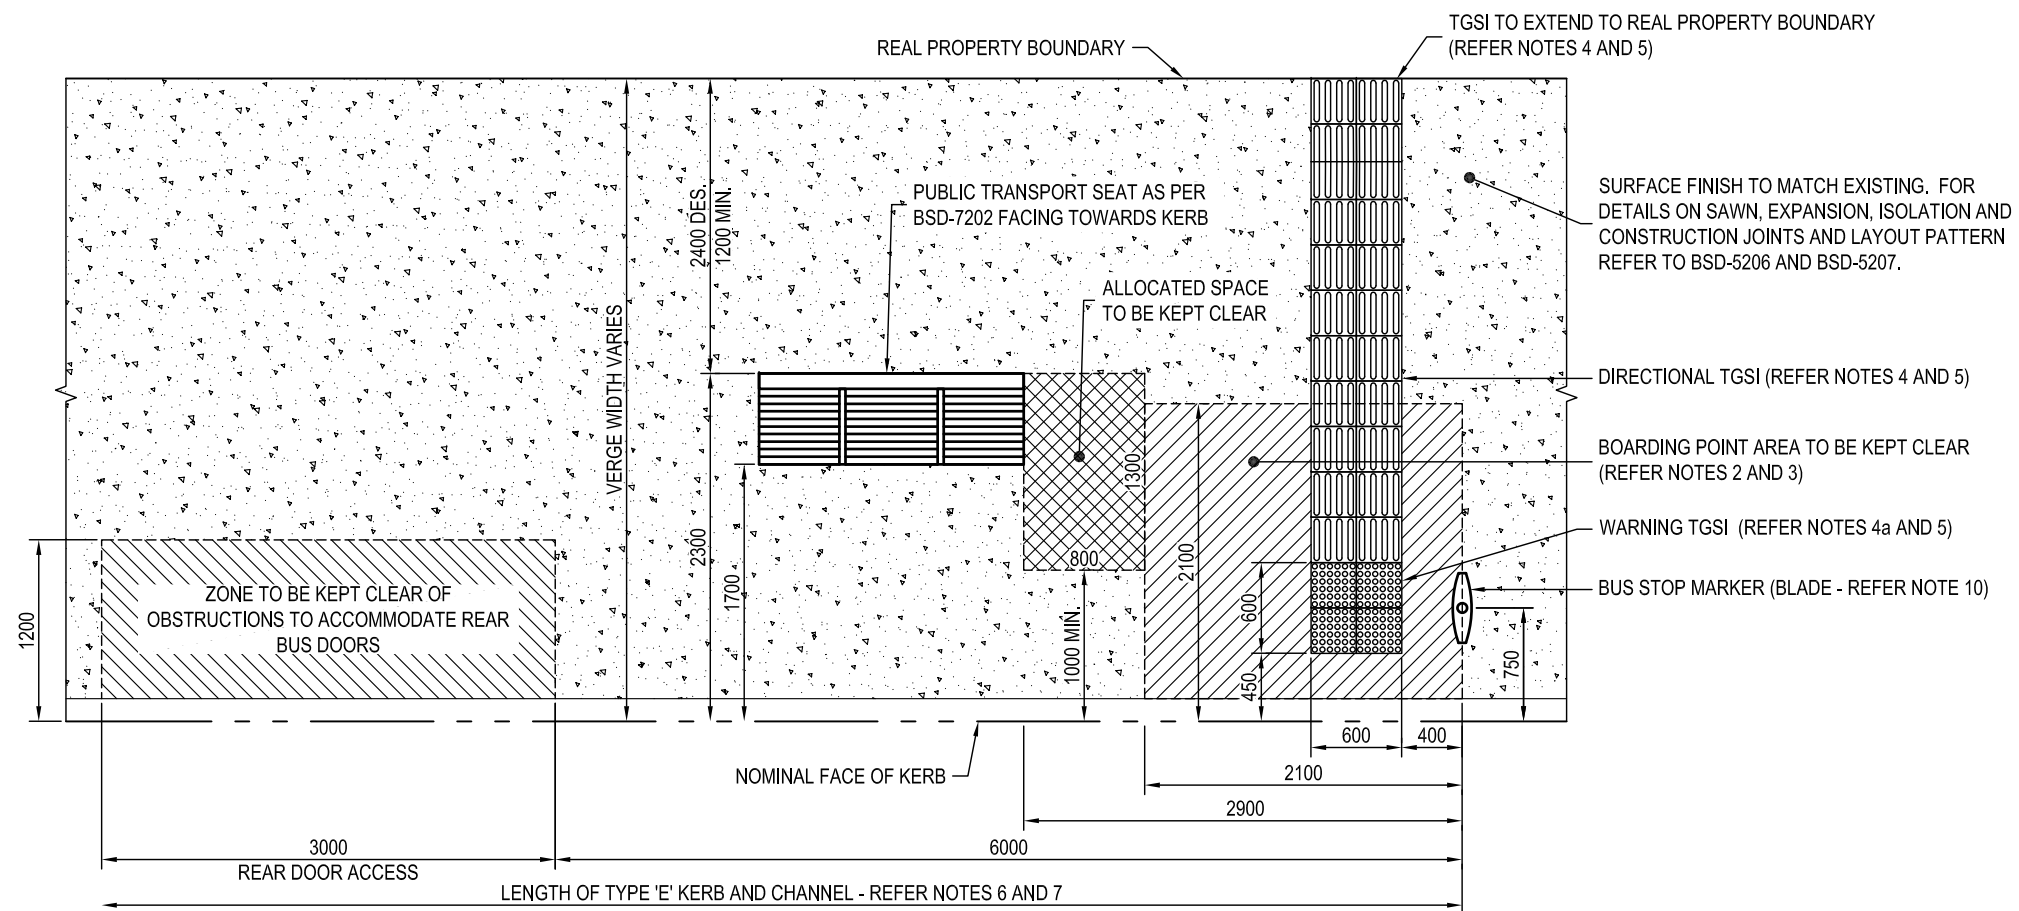 TGSI TO EXTEND TO REAL PROPERTY BOUNDARY
(REFER NOTES 4 AND 5)
REAL PROPERTY BOUNDARY
PUBLIC TRANSPORT SEAT AS PER
BSD-7202 FACING TOWARDS KERB
2400 DES.
1200 MIN.
SURFACE FINISH TO MATCH EXISTING. FOR
DETAILS ON SAWN, EXPANSION, ISOLATION AND
CONSTRUCTION JOINTS AND LAYOUT PATTERN
REFER TO BSD-5206 AND BSD-5207.
ALLOCATED SPACE
TO BE KEPT CLEAR
VERGE WIDTH VARIES
DIRECTIONAL TGSI (REFER NOTES 4 AND 5)
BOARDING POINT AREA TO BE KEPT CLEAR
(REFER NOTES 2 AND 3)
1300
WARNING TGSI (REFER NOTES 4a AND 5)
2300
1700
800
2100
1000 MIN.
600
450
BUS STOP MARKER (BLADE - REFER NOTE 10)
750
1200
ZONE TO BE KEPT CLEAR OF
OBSTRUCTIONS TO ACCOMMODATE REAR
BUS DOORS
600
400
NOMINAL FACE OF KERB
2100
2900
3000
REAR DOOR ACCESS
6000
LENGTH OF TYPE 'E' KERB AND CHANNEL - REFER NOTES 6 AND 7